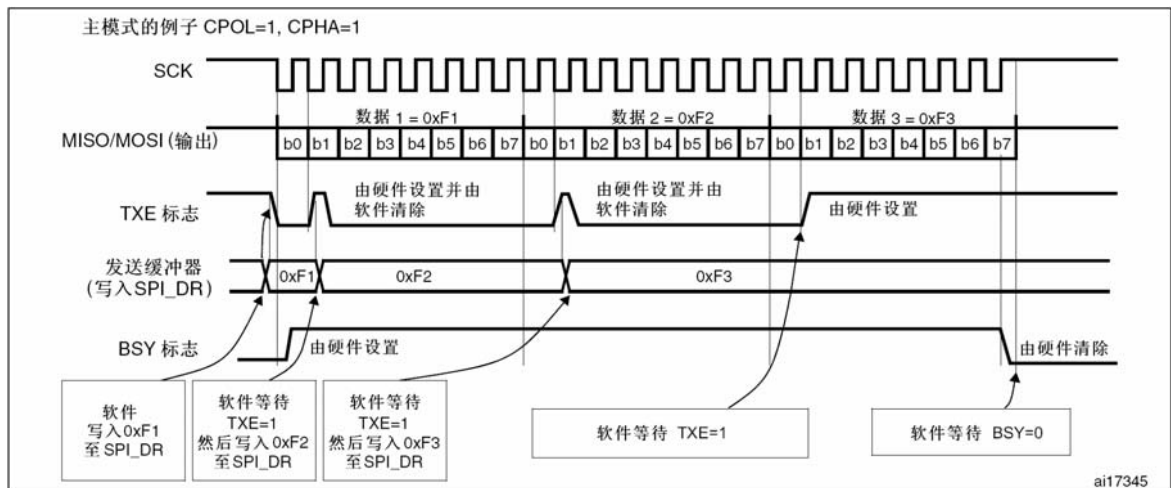 主模式的例子 CPOL=1, CPHA=1
SCK
数据 1 = 0xF1
数据 2 = 0xF2
数据 3 = 0xF3
MISO/MOSI (输出)
b0 b1 b2 b3 b4 b5 b6 b7 b0 b1 b2 b3 b4 b5 b6 b7 b0 b1 b2 b3 b4 b5 b6 b7
TXE 标志
由硬件设置并由
软件清除
由硬件设置并由
软件清除
由硬件设置
发送缓冲器
(写入SPI_DR)
0xF1
0xF2
0xF3
BSY 标志
由硬件设置
由硬件清除
软件
写入0xF1
至SPI_DR
软件等待
TXE=1
然后写入0xF2
至SPI_DR
软件等待
TXE=1
然后写入0xF3
至SPI_DR
软件等待 TXE=1
软件等待 BSY=0
ai17345